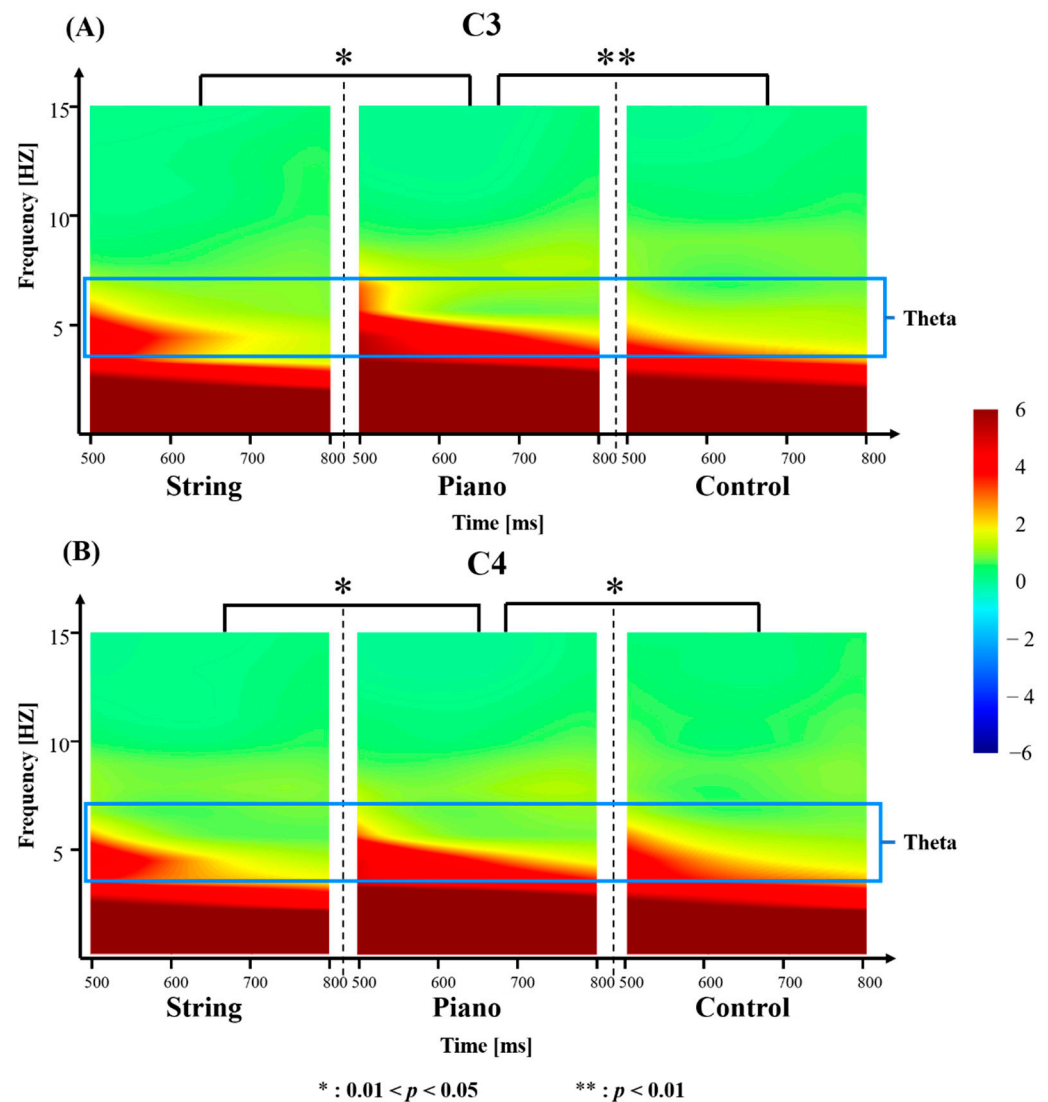 (A)
C3
* **
15
10
5
Frequency [HZ]
Theta
500 600 700 800 500 600 700 800 500 600 700 800
String Piano Control
Time [ms]
6
4
2
0
−2
−4
−6
(B)
C4
* *
15
10
5
Frequency [HZ]
Theta
500 600 700 800 500 600 700 800 500 600 700 800
String Piano Control
Time [ms]
* : 0.01 < p < 0.05 ** : p < 0.01